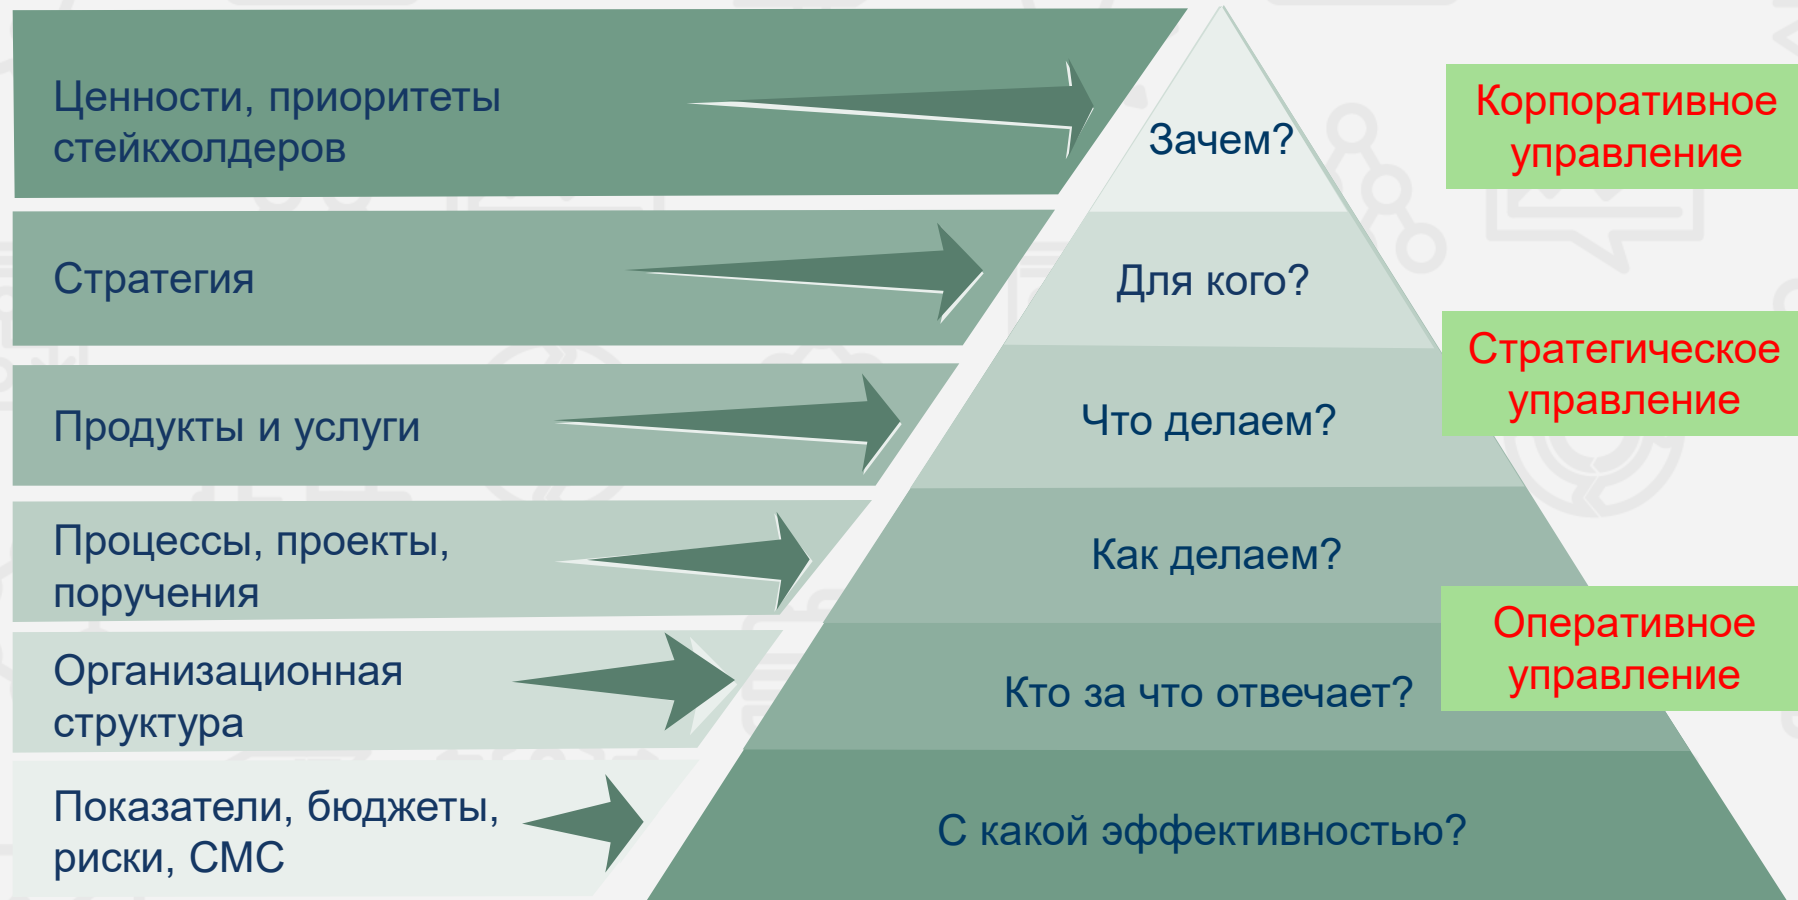 Ценности, приоритеты
стейкхолдеров
Зачем?
Корпоративное
управление
Стратегия
Для кого?
Стратегическое
управление
Продукты и услуги
Что делаем?
Процессы, проекты,
поручения
Как делаем?
Оперативное
управление
Организационная
структура
Кто за что отвечает?
Показатели, бюджеты,
риски, СМС
С какой эффективностью?